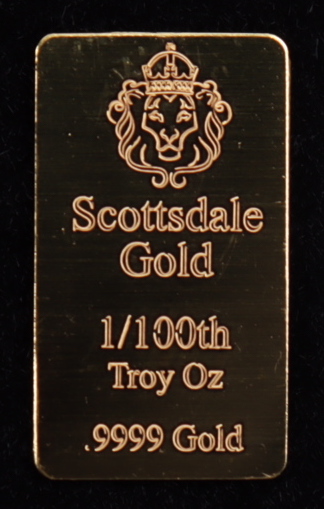 Scottsdale
Gold
1/100th
Troy Oz
.9999 Gold